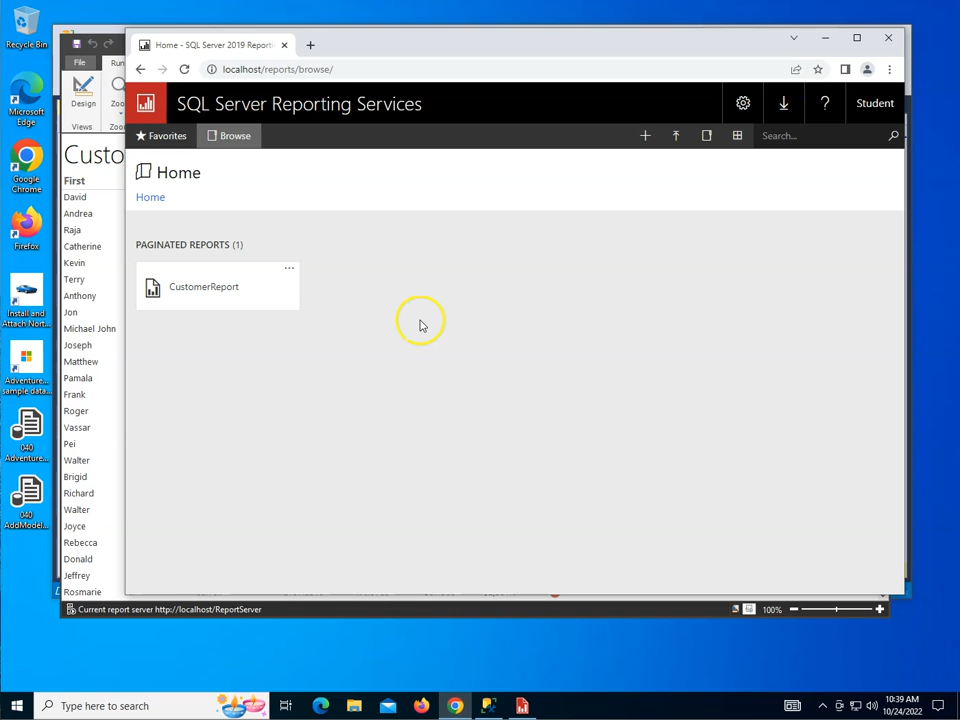 Recycle Bin
Microsoft Edge
Google Chrome
Firefox
Install and Attach Nort...
Adventure... sample data...
040 Adventure...
040 AddModel...
File
Run
Design
Zoo
Views
Zoom
Custo
First
David
Andrea
Raja
Catherine
Kevin
Terry
Anthony
Jon
Michael John
Joseph
Matthew
Pamala
Frank
Roger
Vassar
Pei
Walter
Brigid
Richard
Walter
Joyce
Rebecca
Donald
Jeffrey
Rosmarie
Home - SQL Server 2019 Reporti
localhost/reports/browse/
SQL Server Reporting Services
? Student
Favorites Browse
Search...
Home
Home
PAGINATED REPORTS (1)
CustomerReport
Current report server http://localhost/ReportServer
100%
Type here to search
10:39 AM
10/24/2022